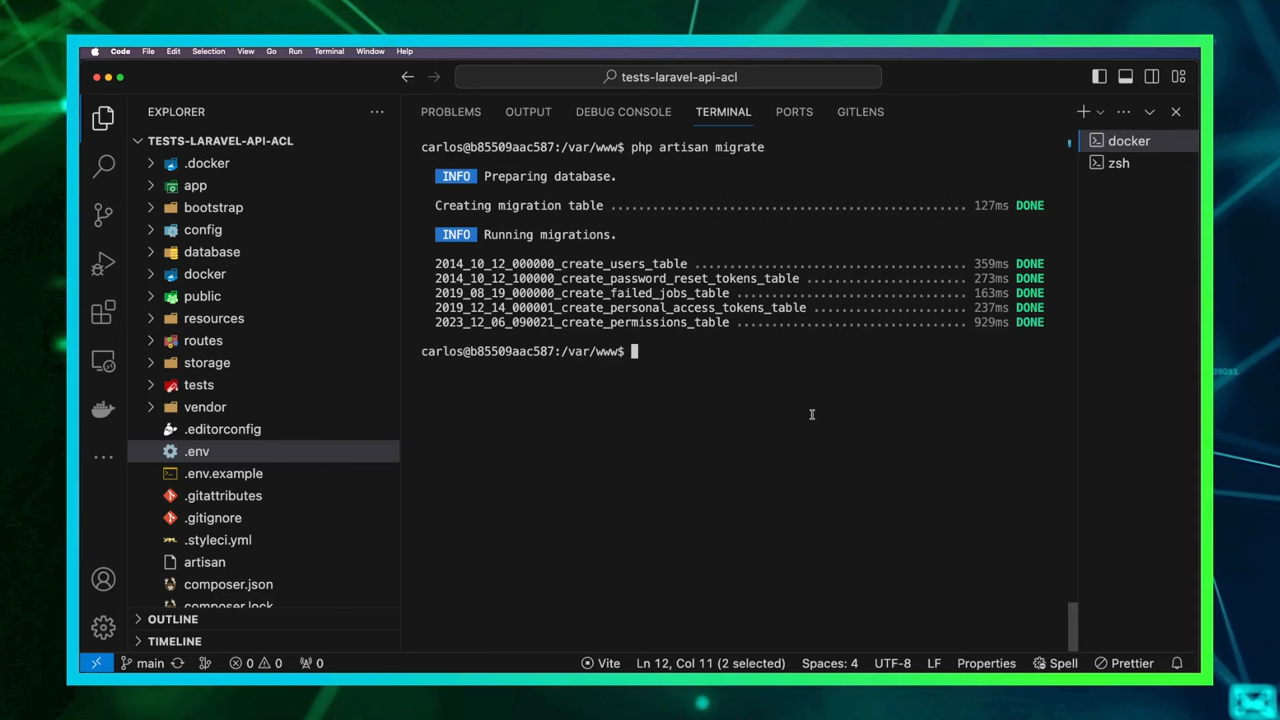 Code File Edit Selection View Go Run Terminal Window Help
tests-laravel-api-acl
EXPLORER
TESTS-LARAVEL-API-ACL
.docker
app
bootstrap
config
database
docker
public
resources
routes
storage
tests
vendor
.editorconfig
.env
.env.example
.gitattributes
.gitignore
.styleci.yml
artisan
composer.json
composer.lock
OUTLINE
TIMELINE
PROBLEMS OUTPUT DEBUG CONSOLE TERMINAL PORTS GITLENS
carlos@b85509aac587:/var/www$ php artisan migrate
INFO Preparing database.
Creating migration table ................................................... 127ms DONE
INFO Running migrations.
2014_10_12_000000_create_users_table ....................................... 359ms DONE
2014_10_12_100000_create_password_reset_tokens_table ....................... 273ms DONE
2019_08_19_000000_create_failed_jobs_table ................................. 163ms DONE
2019_12_14_000001_create_personal_access_tokens_table ...................... 237ms DONE
2023_12_06_090021_create_permissions_table ................................. 929ms DONE
carlos@b85509aac587:/var/www$
docker
zsh
main 0 0 0 Vite Ln 12, Col 11 (2 selected) Spaces: 4 UTF-8 LF Properties Spell Prettier